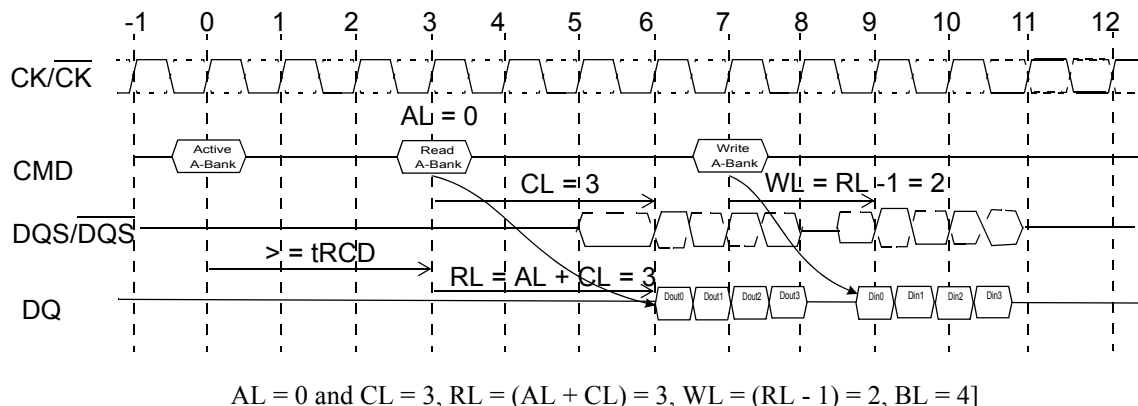 -1 0 1 2 3 4 5 6 7 8 9 10 11 12
CK/CK
AL = 0
CMD
Active A-Bank
Read A-Bank
Write A-Bank
CL = 3
WL = RL -1 = 2
DQS/DQS
> = tRCD
RL = AL + CL = 3
DQ
Dout0 Dout1 Dout2 Dout3 Din0 Din1 Din2 Din3
AL = 0 and CL = 3, RL = (AL + CL) = 3, WL = (RL - 1) = 2, BL = 4]